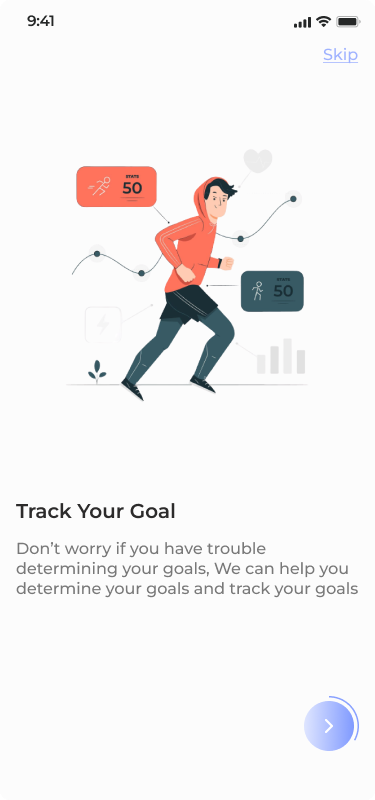 9:41
Skip
STATS
50
STATS
50
Track Your Goal
Don’t worry if you have trouble
determining your goals, We can help you
determine your goals and track your goals